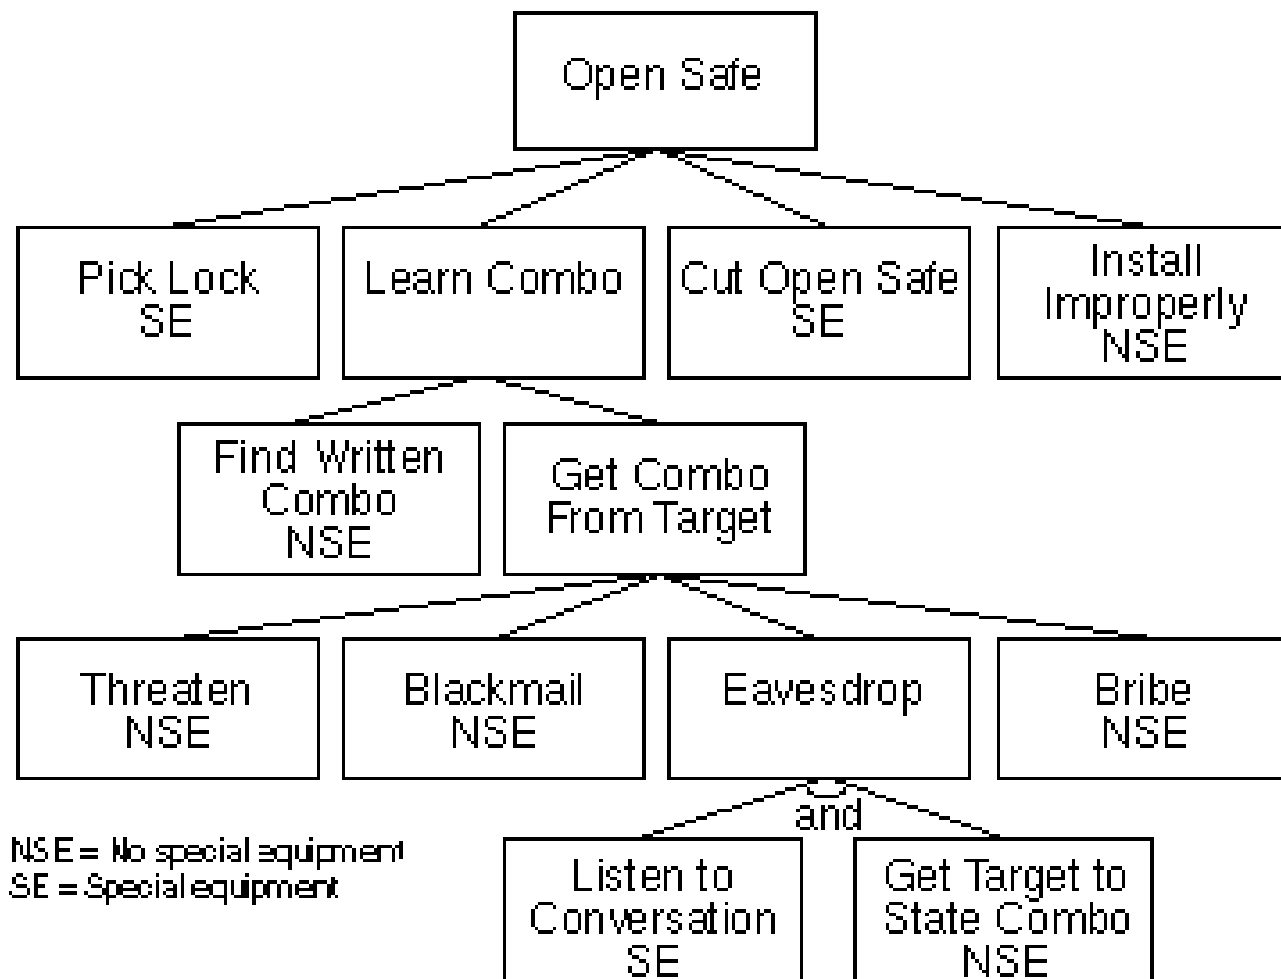 Open Safe
Pick Lock
SE
Learn Combo
Cut Open Safe
SE
Install
Improperly
NSE
Find Written
Combo
NSE
Get Combo
From Target
Threaten
NSE
Blackmail
NSE
Eavesdrop
Bribe
NSE
and
NSE = No special equipment
SE = Special equipment
Listen to
Conversation
SE
Get Target to
State Combo
NSE